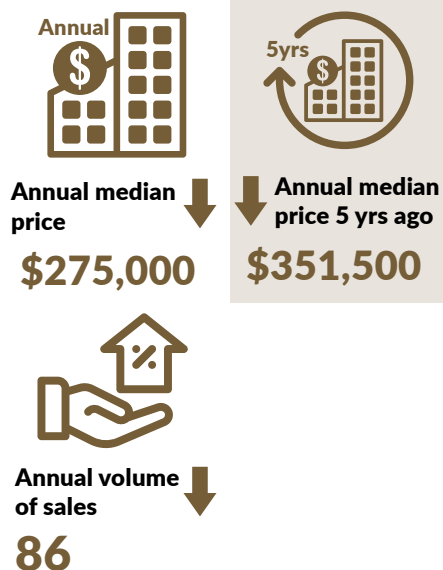 Annual
$
Annual median
price
$275,000
5yrs
$
Annual median
price 5 yrs ago
$351,500
%
Annual volume
of sales
86